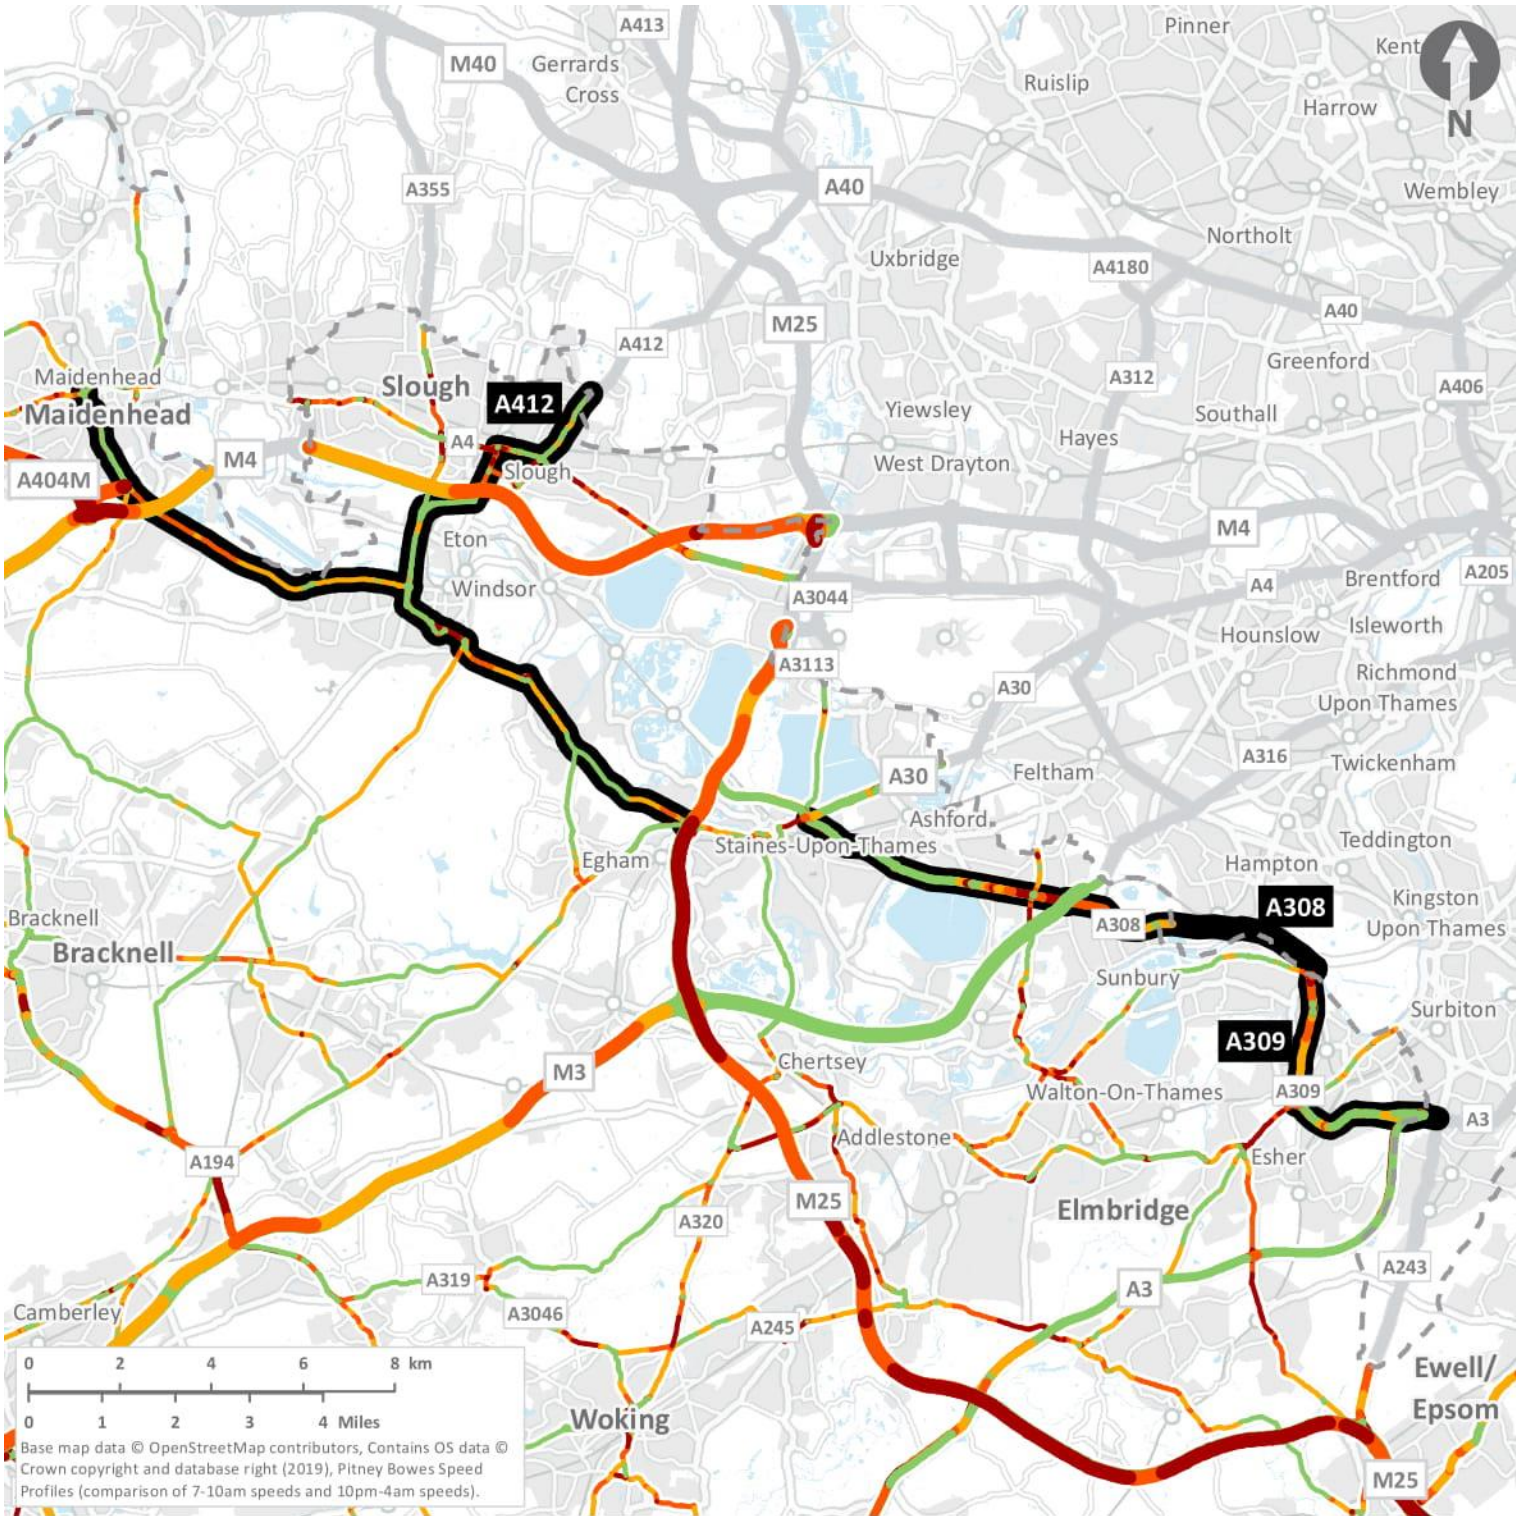 A413
Pinner
M40
Gerrards
Cross
Kent
Ruislip
Harrow
N
A355
A40
Wembley
Northolt
Uxbridge
A4180
A40
M25
A412
Greenford
Maidenhead
Slough
A312
A406
A412
Maidenhead
Yiewsley
Southall
Hayes
A4
M4
Slough
West Drayton
A404M
M4
Eton
A4
Brentford
A205
Windsor
A3044
Isleworth
Hounslow
A3113
Richmond
Upon Thames
A30
A316
Twickenham
A30
Feltham
Ashford
Teddington
Staines-Upon-Thames
Egham
Hampton
Kingston
Upon Thames
A308
Bracknell
A308
Bracknell
Sunbury
Surbiton
A309
Chertsey
M3
Walton-On-Thames
A309
A3
Addlestone
Esher
A194
M25
Elmbridge
A320
A243
A319
A3
Camberley
A3046
A245
0 2 4 6 8 km
0 1 2 3 4 Miles
Ewell/
Epsom
Woking
Base map data © OpenStreetMap contributors, Contains OS data ©
Crown copyright and database right (2019), Pitney Bowes Speed
Profiles (comparison of 7-10am speeds and 10pm-4am speeds).
M25